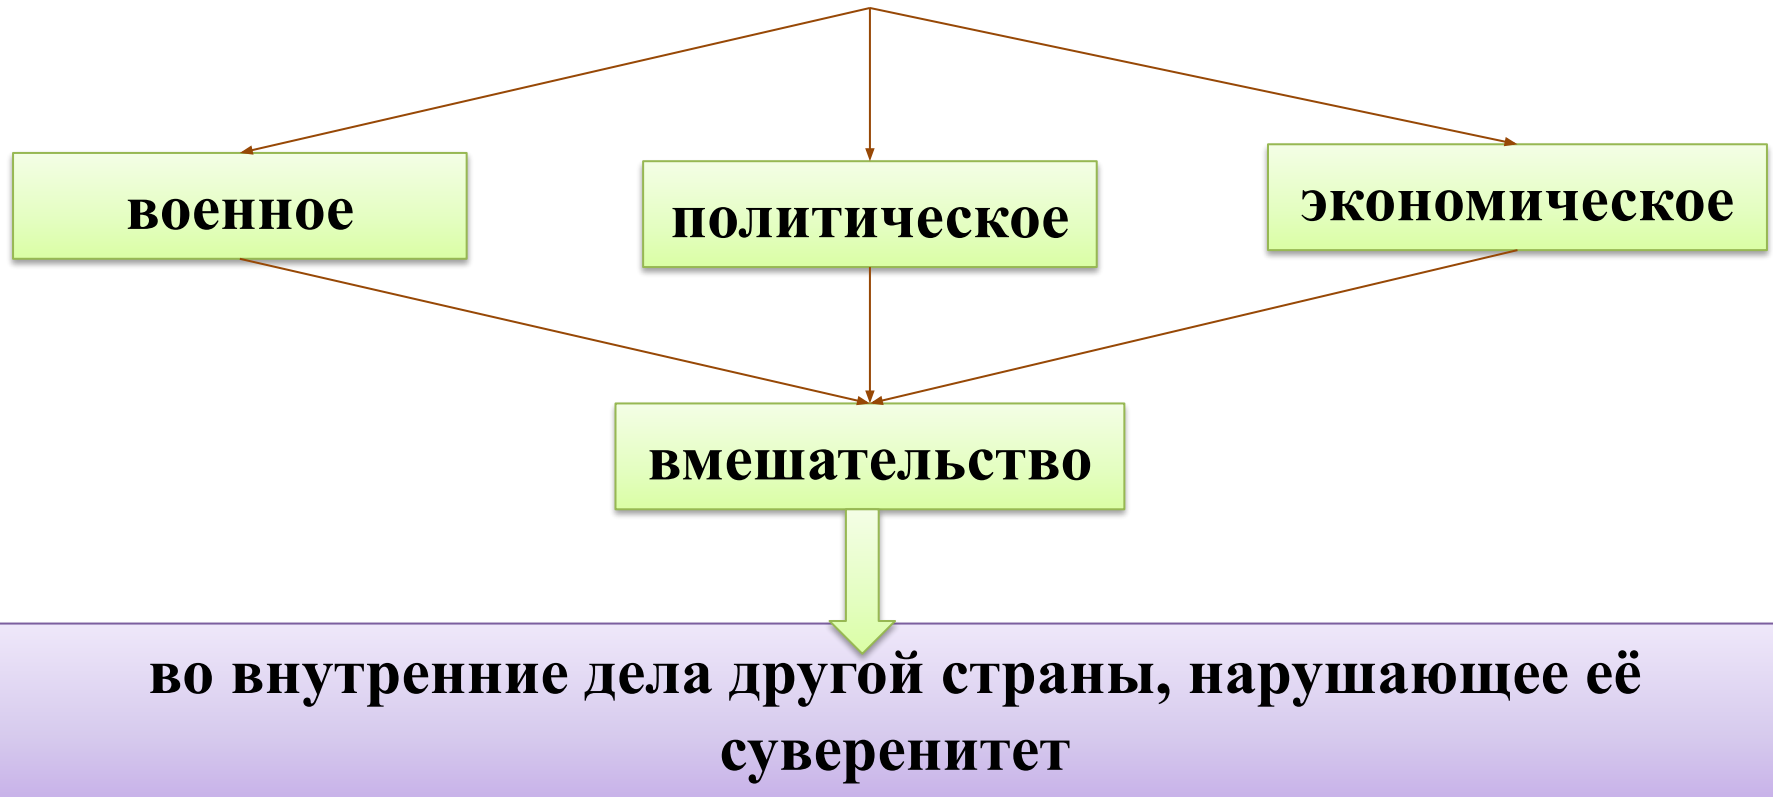 военное
политическое
экономическое
вмешательство
во внутренние дела другой страны, нарушающее её
суверенитет